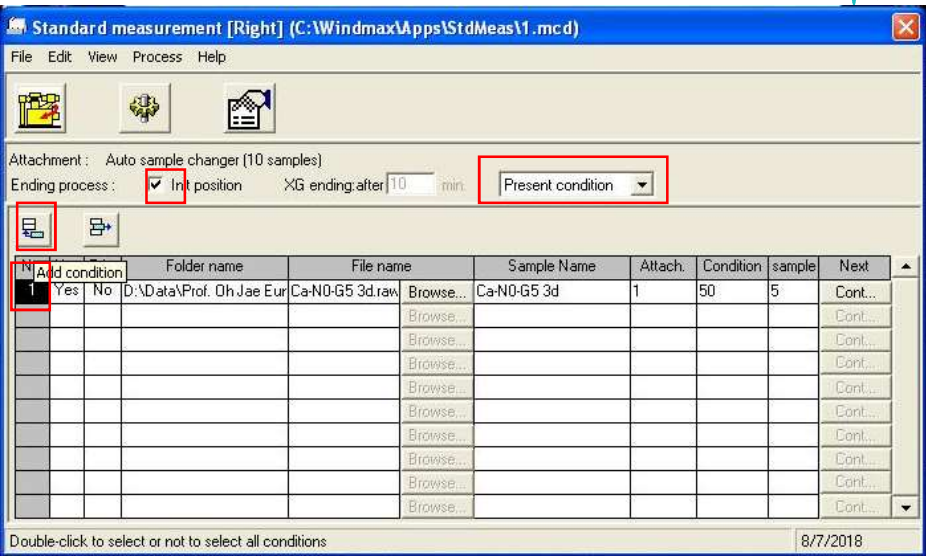 Standard measurement [Right] (C:\Windmax\Apps\StdMeas\1.mcd)
File Edit View Process Help
Attachment : Auto sample changer (10 samples)
Ending process : Init position XG ending:after 10 min. Present condition
Add condition
Folder name File name Sample Name Attach. Condition sample Next
1 Yes No D:\Data\Prof. Oh Jae Eur Ca-N0-G5 3d.raw Browse... Ca-N0-G5 3d 1 50 5 Cont...
Browse... Cont...
Browse... Cont...
Browse... Cont...
Browse... Cont...
Browse... Cont...
Browse... Cont...
Browse... Cont...
Browse... Cont...
Browse... Cont...
Double-click to select or not to select all conditions 8/7/2018